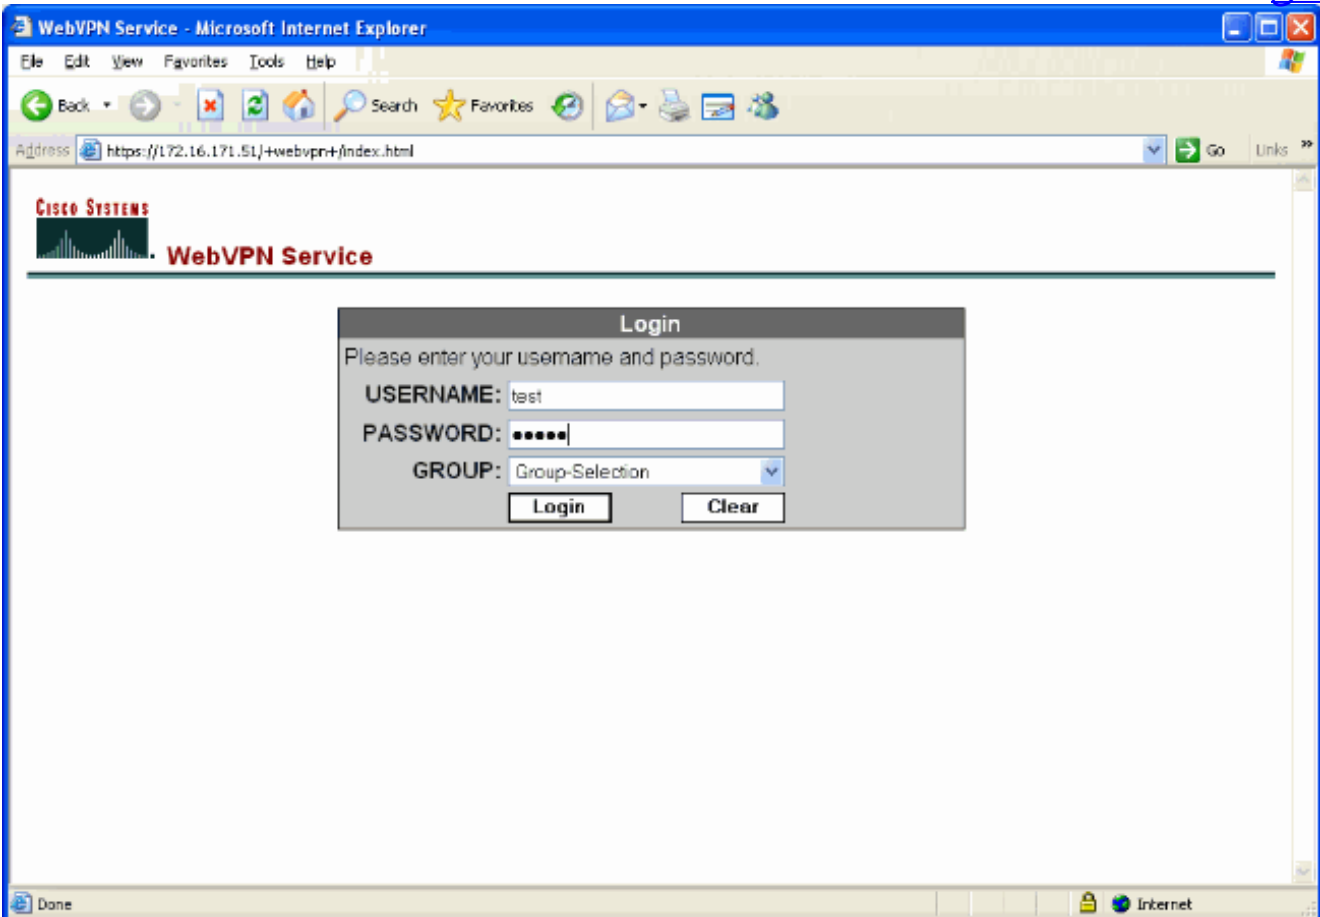 WebVPN Service - Microsoft Internet Explorer
File Edit View Favorites Tools Help
Back Search Favorites
Address https://172.16.171.51/+webvpn+/index.html Go Links »
CISCO SYSTEMS
WebVPN Service
Login
Please enter your username and password.
USERNAME: test
PASSWORD: •••••
GROUP: Group-Selection
Login Clear
Done Internet